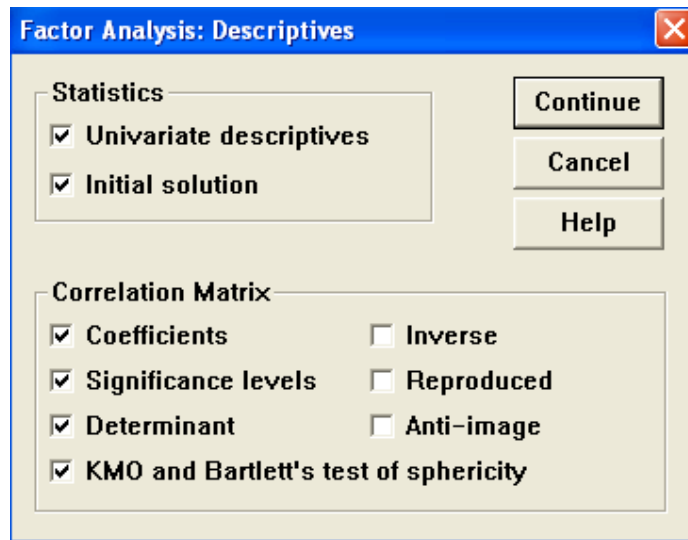 Factor Analysis: Descriptives
Statistics
Univariate descriptives
Initial solution
Continue
Cancel
Help
Correlation Matrix
Coefficients
Inverse
Significance levels
Reproduced
Determinant
Anti-image
KMO and Bartlett's test of sphericity